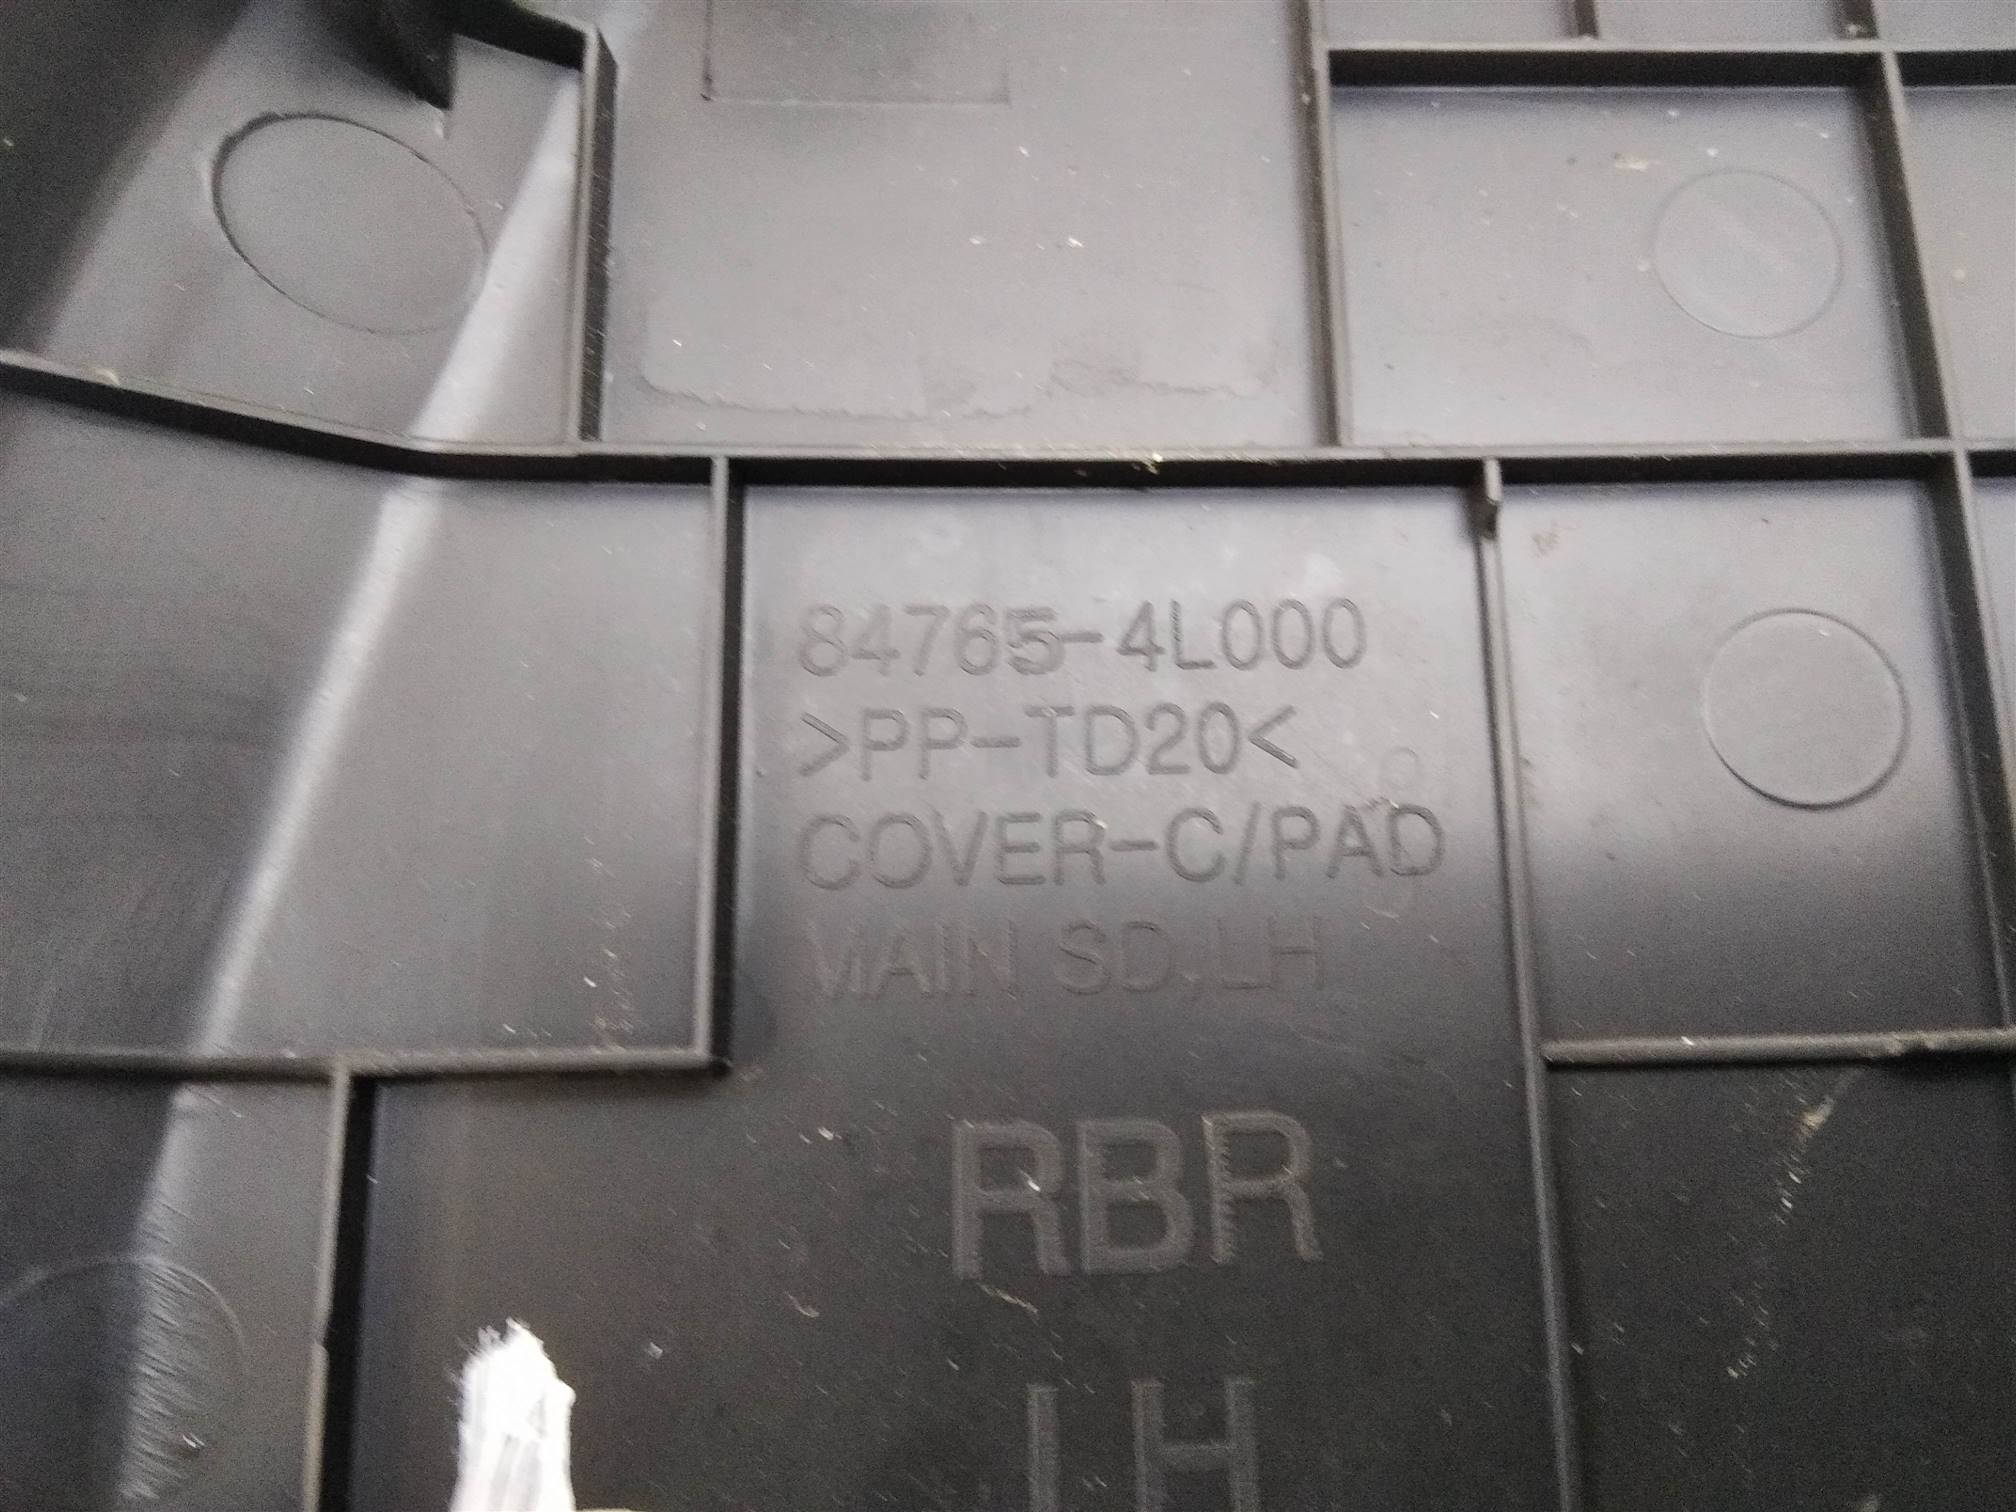 84765-4L000
>PP-TD20<
COVER-C/PAD
MAIN SD,LH
RBR
LH